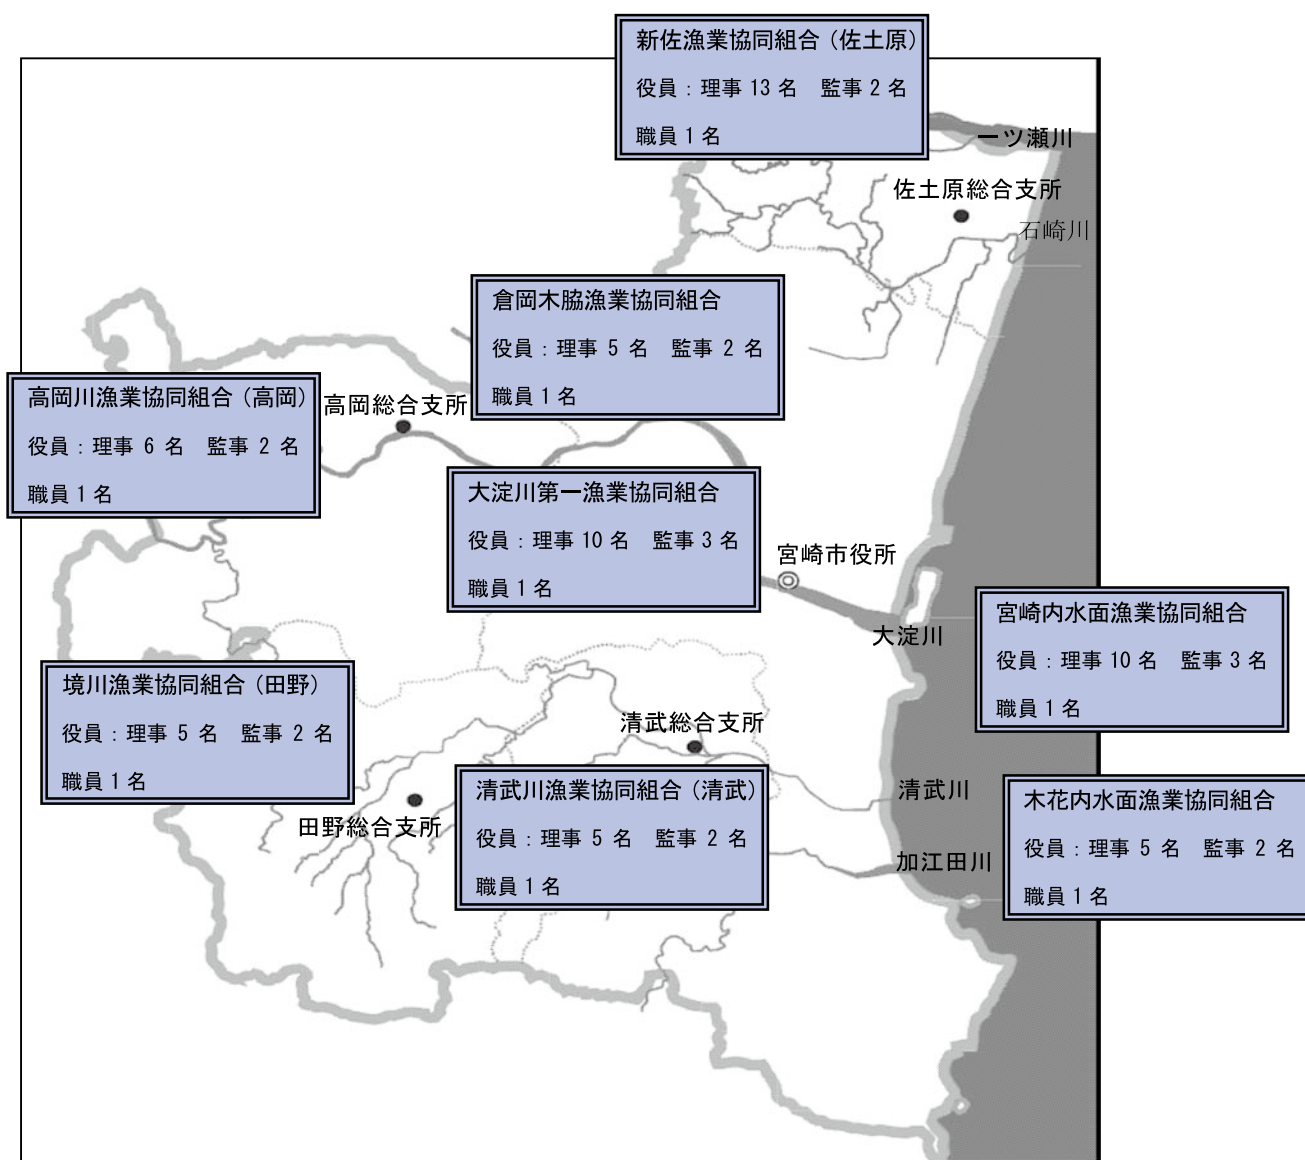 新佐漁業協同組合（佐土原）
役員：理事 13 名　監事 2 名
職員 1 名
一ツ瀬川
佐土原総合支所
石崎川
倉岡木脇漁業協同組合
役員：理事 5 名　監事 2 名
職員 1 名
高岡川漁業協同組合（高岡）
役員：理事 6 名　監事 2 名
職員 1 名
高岡総合支所
大淀川第一漁業協同組合
役員：理事 10 名　監事 3 名
職員 1 名
宮崎市役所
大淀川
宮崎内水面漁業協同組合
役員：理事 10 名　監事 3 名
職員 1 名
境川漁業協同組合（田野）
役員：理事 5 名　監事 2 名
職員 1 名
清武総合支所
田野総合支所
清武川漁業協同組合（清武）
役員：理事 5 名　監事 2 名
職員 1 名
清武川
加江田川
木花内水面漁業協同組合
役員：理事 5 名　監事 2 名
職員 1 名